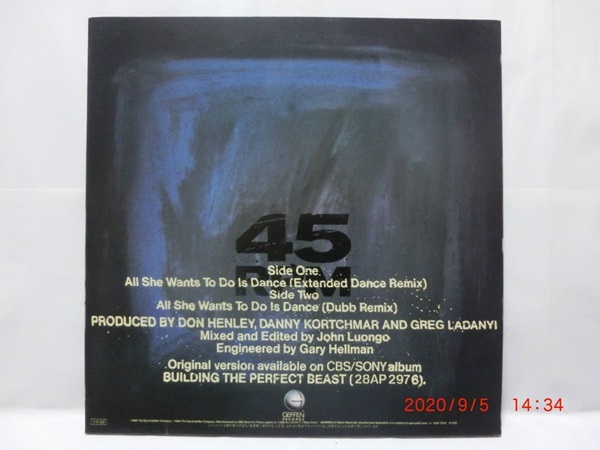 45
RPM
Side One
All She Wants To Do Is Dance (Extended Dance Remix)
Side Two
All She Wants To Do Is Dance (Dubb Remix)
PRODUCED BY DON HENLEY, DANNY KORTCHMAR AND GREG LADANYI
Mixed and Edited by John Luongo
Engineered by Gary Hellman
Original version available on CBS/SONY album
BUILDING THE PERFECT BEAST (28AP 2976).
GEFFEN
RECORDS
2020/9/5 14:34